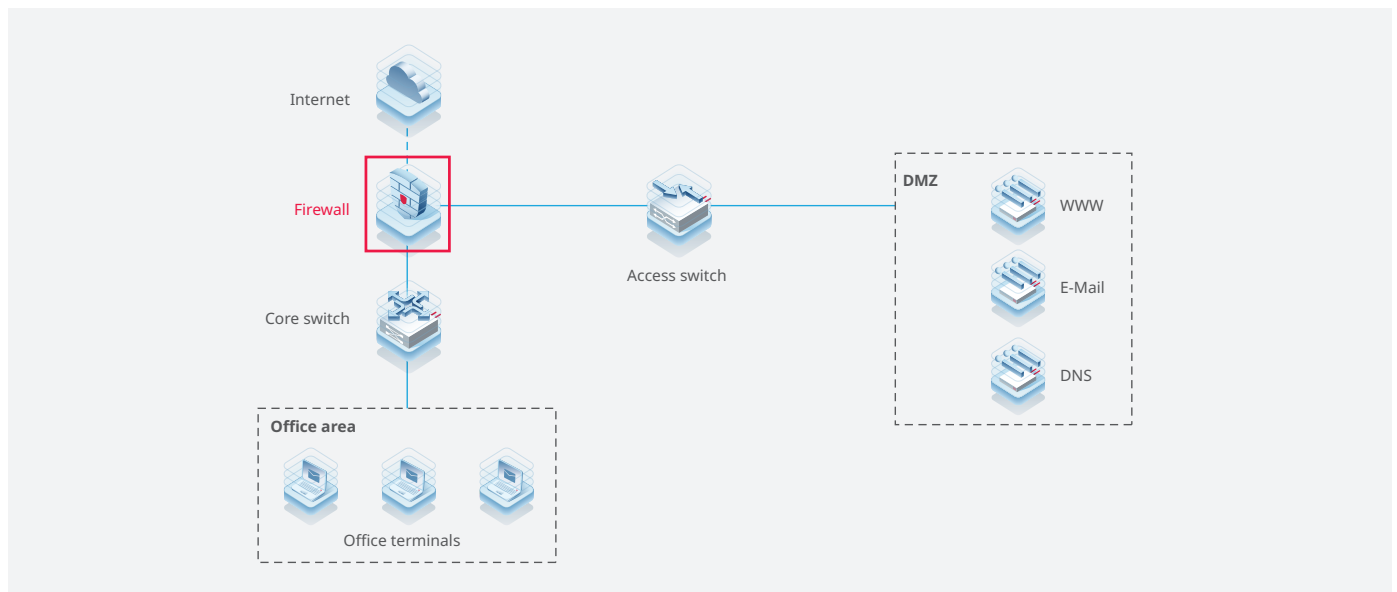 Internet
Firewall
Access switch
Core switch
DMZ
WWW
E-Mail
DNS
Office area
Office terminals